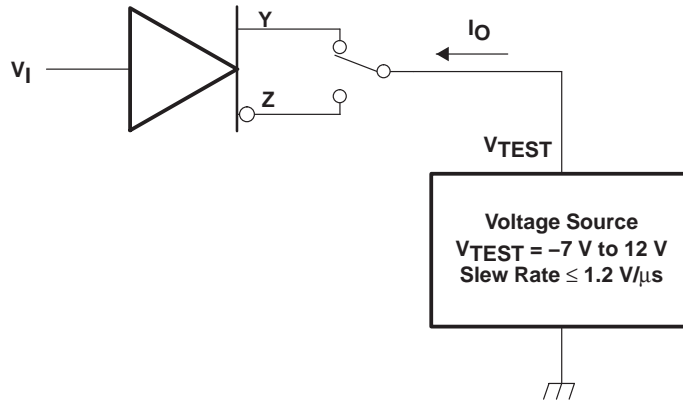 Y
IO
VI
Z
VTEST
Voltage Source
VTEST = –7 V to 12 V
Slew Rate ≤ 1.2 V/μs